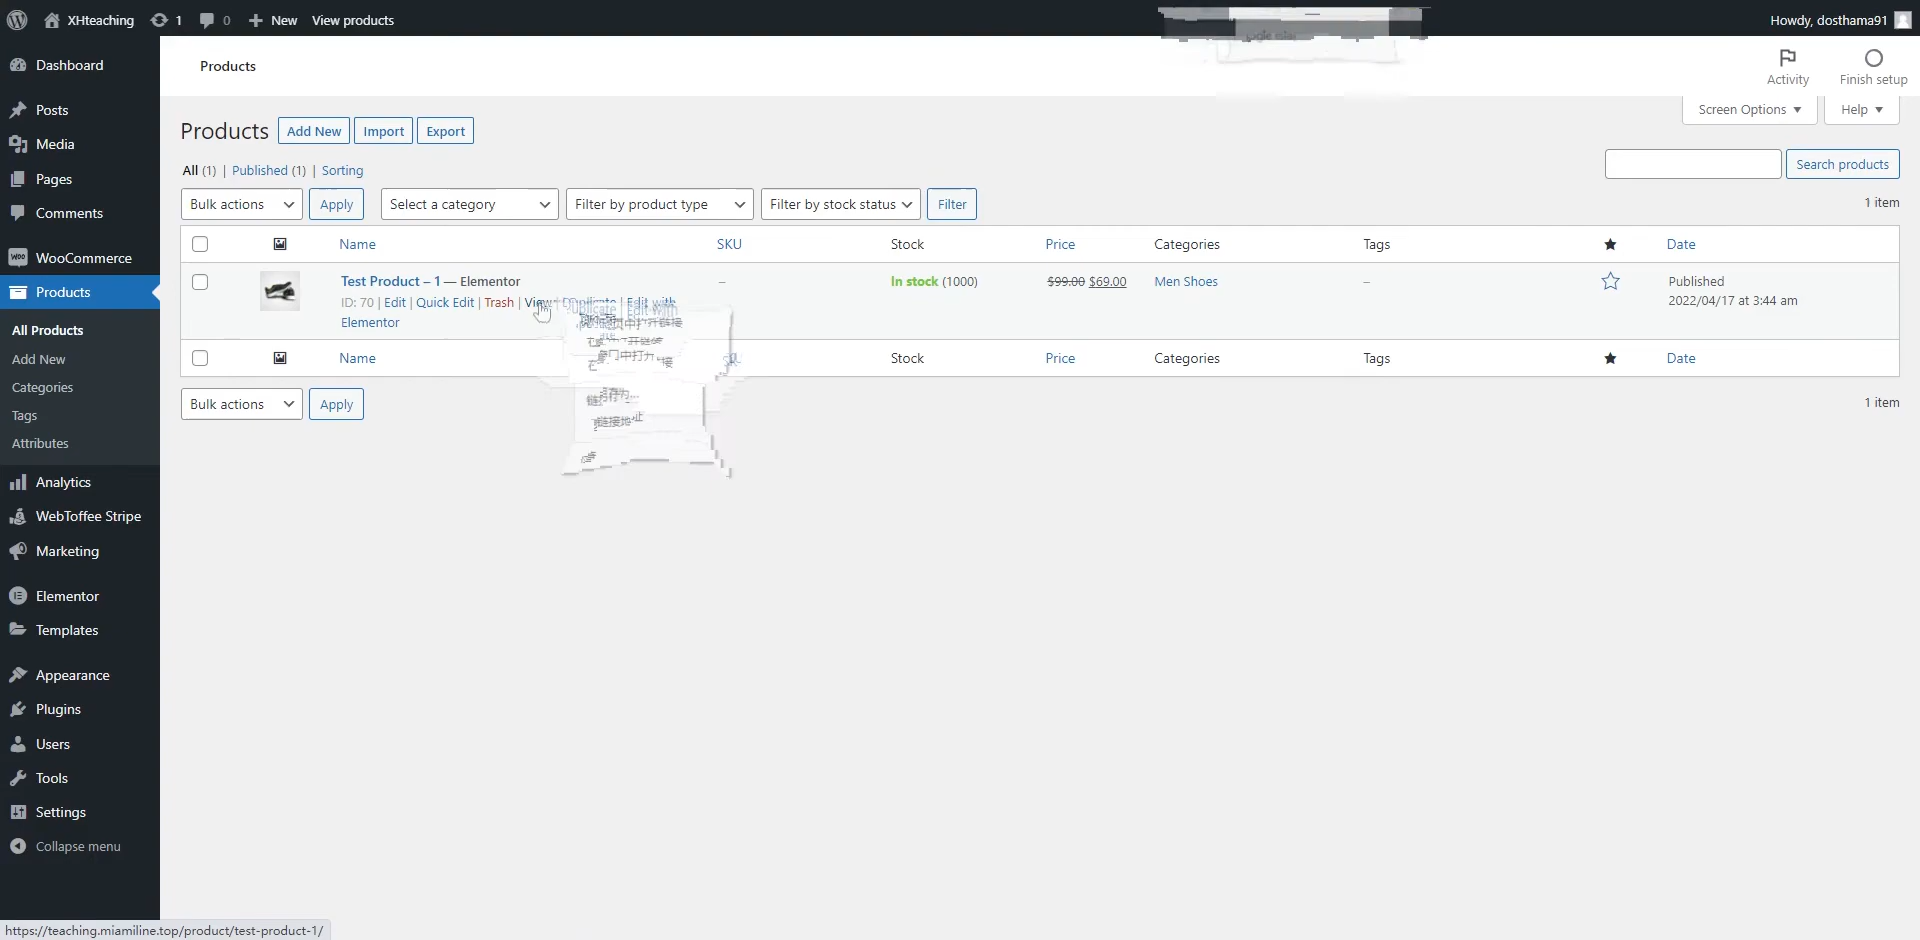 XHteaching 1 0 New View products Howdy, dosthama91
Products Activity Finish setup
Screen Options Help
Products Add New Import Export
All (1) | Published (1) | Sorting
Search products
Bulk actions Apply Select a category Filter by product type Filter by stock status Filter 1 item
Name SKU Stock Price Categories Tags Date
Test Product – 1 — Elementor – In stock (1000) $99.00 $69.00 Men Shoes – Published
ID: 70 | Edit | Quick Edit | Trash | View | Duplicate | Edit with 2022/04/17 at 3:44 am
Elementor
Name Stock Price Categories Tags Date
Bulk actions Apply 1 item
Dashboard
Posts
Media
Pages
Comments
WooCommerce
Products
All Products
Add New
Categories
Tags
Attributes
Analytics
WebToffee Stripe
Marketing
Elementor
Templates
Appearance
Plugins
Users
Tools
Settings
Collapse menu
https://teaching.miamiline.top/product/test-product-1/